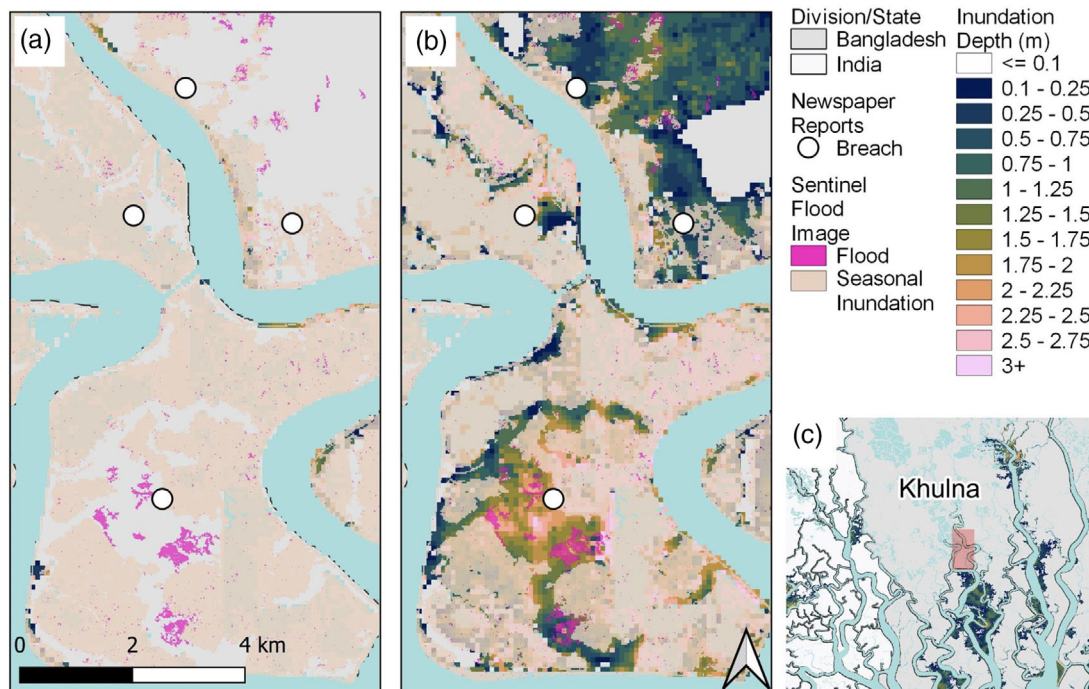 (a)
(b)
Division/State
Bangladesh
India
Newspaper
Reports
Breach
Sentinel
Flood
Image
Flood
Seasonal
Inundation
Inundation
Depth (m)
<= 0.1
0.1 - 0.25
0.25 - 0.5
0.5 - 0.75
0.75 - 1
1 - 1.25
1.25 - 1.5
1.5 - 1.75
1.75 - 2
2 - 2.25
2.25 - 2.5
2.5 - 2.75
3+
(c)
Khulna
0 2 4 km